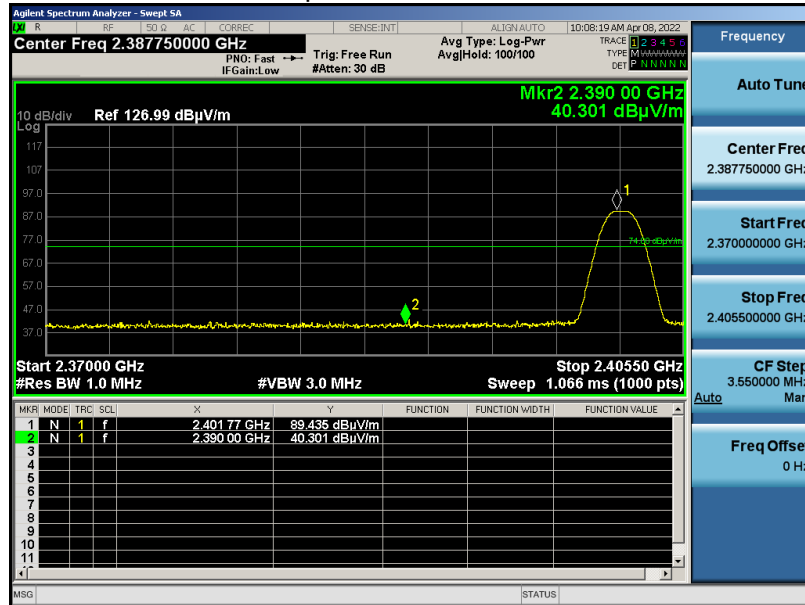 Agilent Spectrum Analyzer - Swept SA
LXI R RF 50 Ω AC CORREC SENSE:INT ALIGN AUTO 10:08:19 AM Apr 08, 2022
Center Freq 2.387750000 GHz
PNO: Fast
IFGain:Low
Trig: Free Run
#Atten: 30 dB
Avg Type: Log-Pwr
Avg|Hold: 100/100
TRACE 1 2 3 4 5 6
TYPE M
DET P N N N N N
Mkr2 2.390 00 GHz
40.301 dBµV/m
10 dB/div Ref 126.99 dBµV/m
Log
117
107
97.0
87.0
77.0
67.0
57.0
47.0
37.0
1
2
Start 2.37000 GHz Stop 2.40550 GHz
#Res BW 1.0 MHz #VBW 3.0 MHz Sweep 1.066 ms (1000 pts)
MKR MODE TRC SCL X Y FUNCTION FUNCTION WIDTH FUNCTION VALUE
1 N 1 f 2.401 77 GHz 89.435 dBµV/m
2 N 1 f 2.390 00 GHz 40.301 dBµV/m
3
4
5
6
7
8
9
10
11
MSG STATUS
Frequency
Auto Tune
Center Freq
2.387750000 GHz
Start Freq
2.370000000 GHz
Stop Freq
2.405500000 GHz
CF Step
3.550000 MHz
Auto Man
Freq Offset
0 Hz